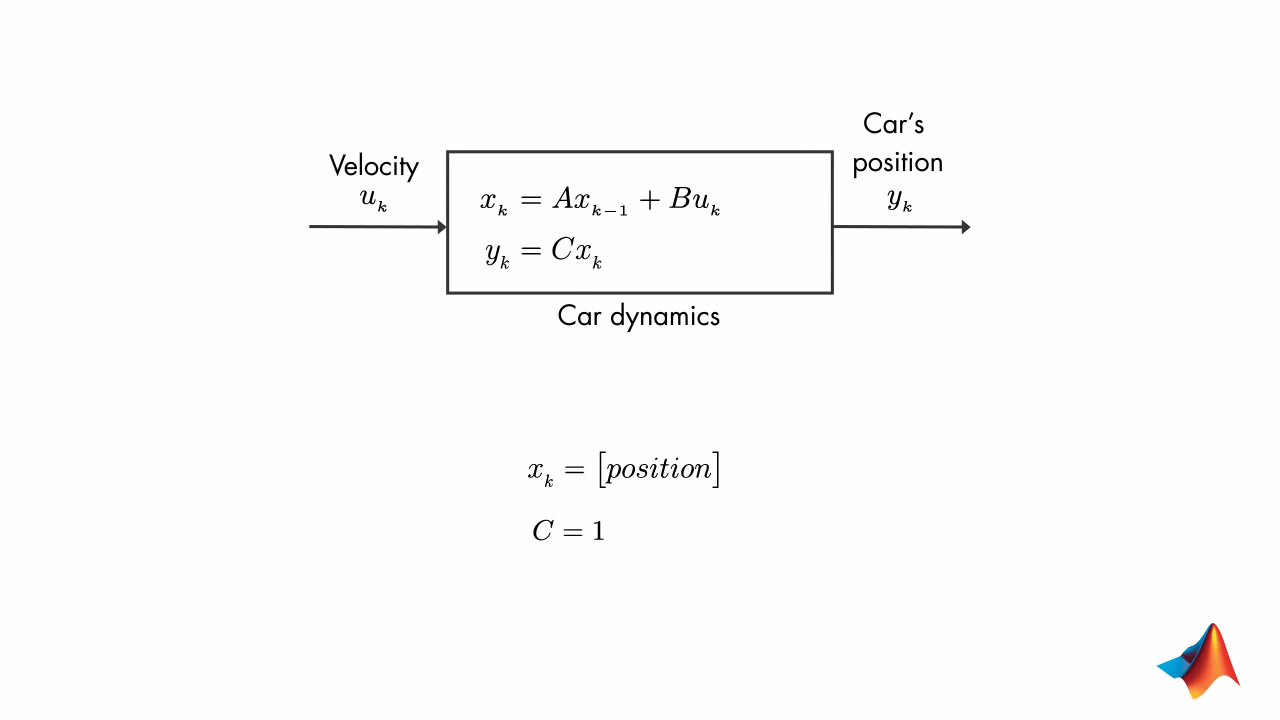 Velocity
u_k
x_k = Ax_{k-1} + Bu_k
y_k = Cx_k
Car dynamics
Car's
position
y_k
x_k = [position]
C = 1